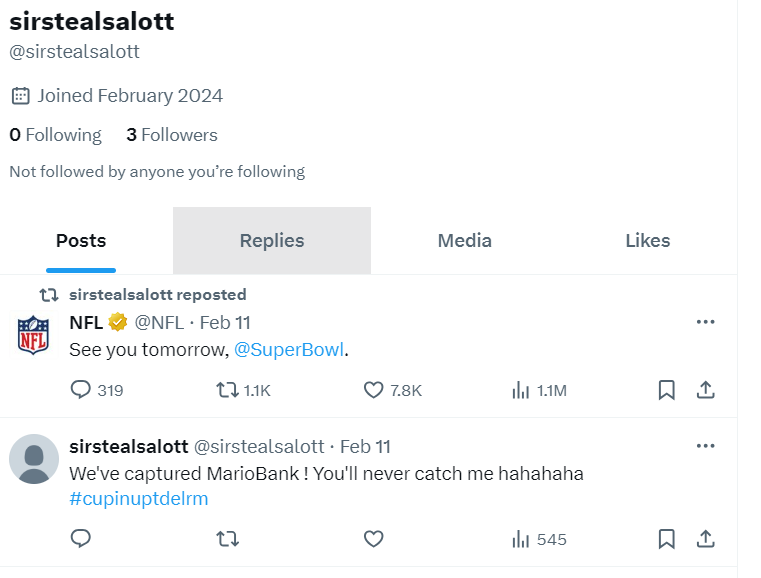 sirstealsalott
@sirstealsalott
Joined February 2024
0 Following 3 Followers
Not followed by anyone you're following
Posts Replies Media Likes
sirstealsalott reposted
NFL @NFL · Feb 11
See you tomorrow, @SuperBowl.
NFL
319 1.1K 7.8K 1.1M
sirstealsalott @sirstealsalott · Feb 11
We've captured MarioBank ! You'll never catch me hahahaha
#cupinuptdelrm
545